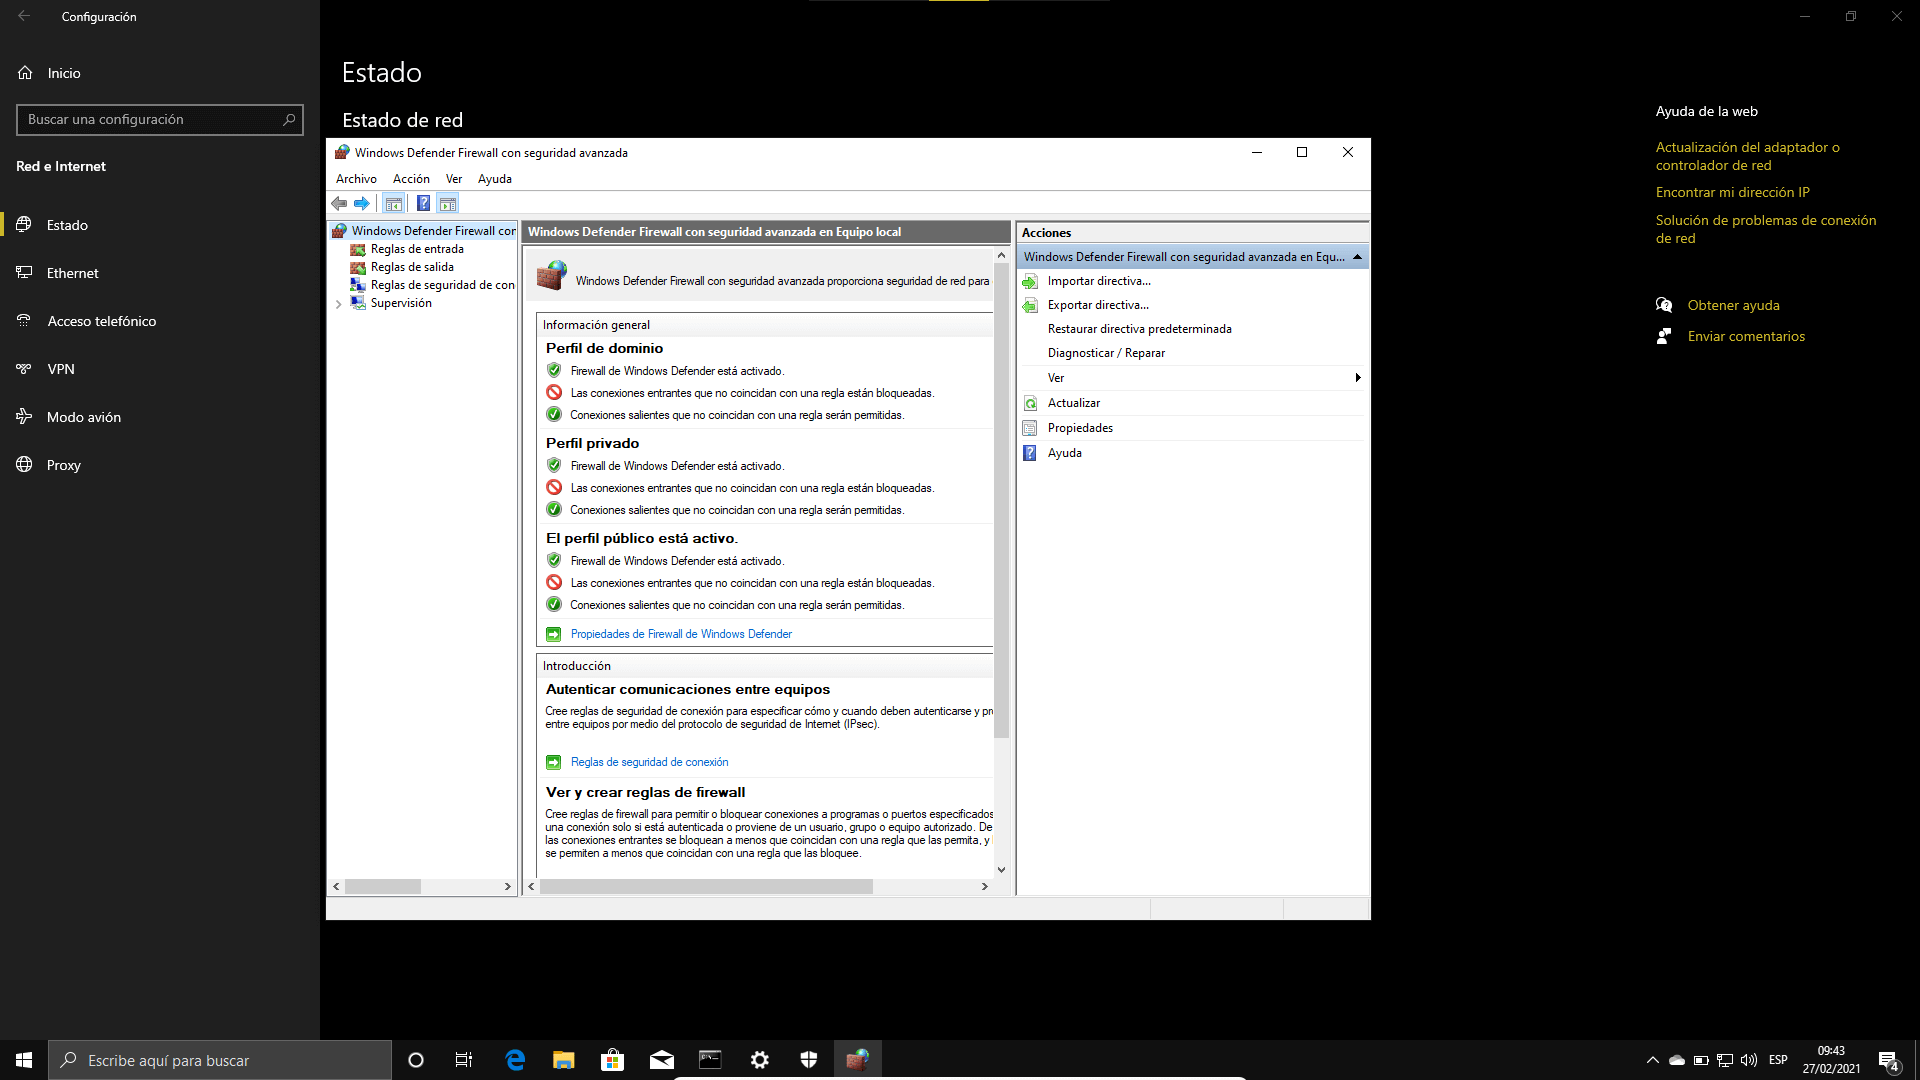 Configuración
Inicio
Buscar una configuración
Red e Internet
Estado
Ethernet
Acceso telefónico
VPN
Modo avión
Proxy
Estado
Estado de red
Windows Defender Firewall con seguridad avanzada
Archivo Acción Ver Ayuda
Windows Defender Firewall con
Reglas de entrada
Reglas de salida
Reglas de seguridad de con
Supervisión
Windows Defender Firewall con seguridad avanzada en Equipo local
Windows Defender Firewall con seguridad avanzada proporciona seguridad de red para
Información general
Perfil de dominio
Firewall de Windows Defender está activado.
Las conexiones entrantes que no coincidan con una regla están bloqueadas.
Conexiones salientes que no coincidan con una regla serán permitidas.
Perfil privado
Firewall de Windows Defender está activado.
Las conexiones entrantes que no coincidan con una regla están bloqueadas.
Conexiones salientes que no coincidan con una regla serán permitidas.
El perfil público está activo.
Firewall de Windows Defender está activado.
Las conexiones entrantes que no coincidan con una regla están bloqueadas.
Conexiones salientes que no coincidan con una regla serán permitidas.
Propiedades de Firewall de Windows Defender
Introducción
Autenticar comunicaciones entre equipos
Cree reglas de seguridad de conexión para especificar cómo y cuando deben autenticarse y pr
entre equipos por medio del protocolo de seguridad de Internet (IPsec).
Reglas de seguridad de conexión
Ver y crear reglas de firewall
Cree reglas de firewall para permitir o bloquear conexiones a programas o puertos especificados
una conexión solo si está autenticada o proviene de un usuario, grupo o equipo autorizado. De
las conexiones entrantes se bloquean a menos que coincidan con una regla que las permita, y
se permiten a menos que coincidan con una regla que las bloquee.
Acciones
Windows Defender Firewall con seguridad avanzada en Equ...
Importar directiva...
Exportar directiva...
Restaurar directiva predeterminada
Diagnosticar / Reparar
Ver
Actualizar
Propiedades
Ayuda
Ayuda de la web
Actualización del adaptador o
controlador de red
Encontrar mi dirección IP
Solución de problemas de conexión
de red
Obtener ayuda
Enviar comentarios
Escribe aquí para buscar
ESP
09:43
27/02/2021
4